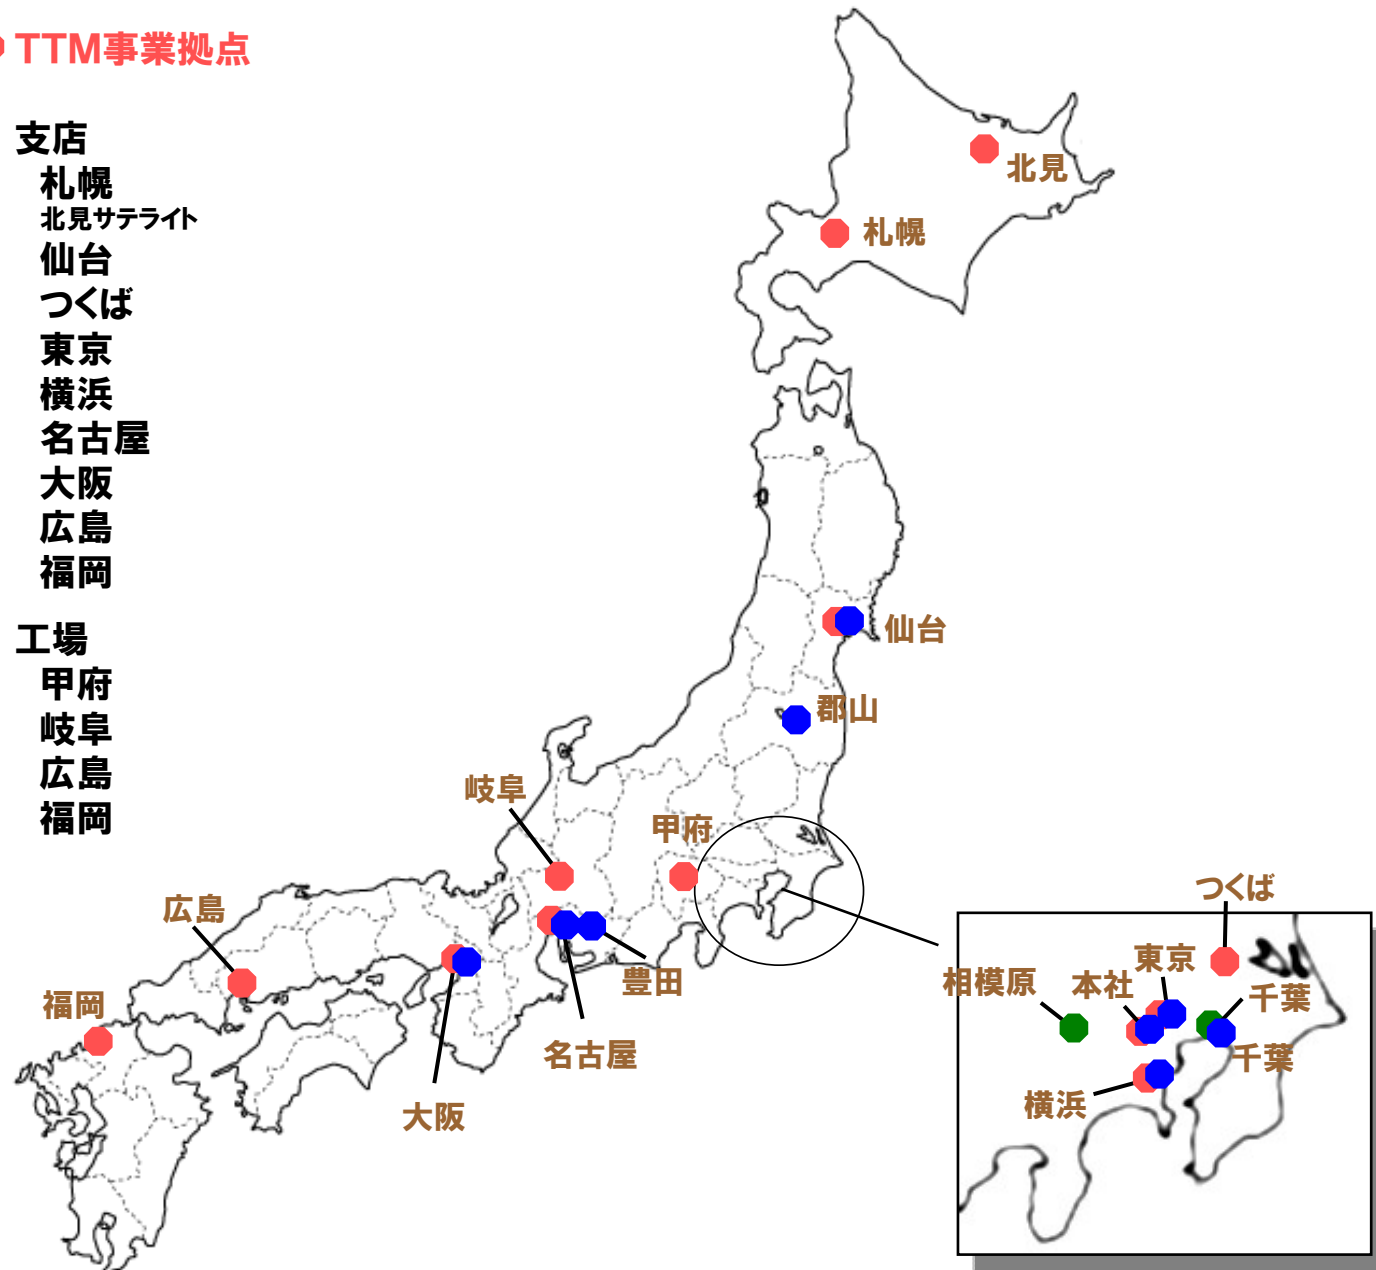 TTM事業拠点
支店
札幌
北見サテライト
仙台
つくば
東京
横浜
名古屋
大阪
広島
福岡
工場
甲府
岐阜
広島
福岡
北見
札幌
仙台
郡山
岐阜
甲府
広島
豊田
福岡
名古屋
大阪
つくば
東京
本社
相模原
千葉
千葉
横浜